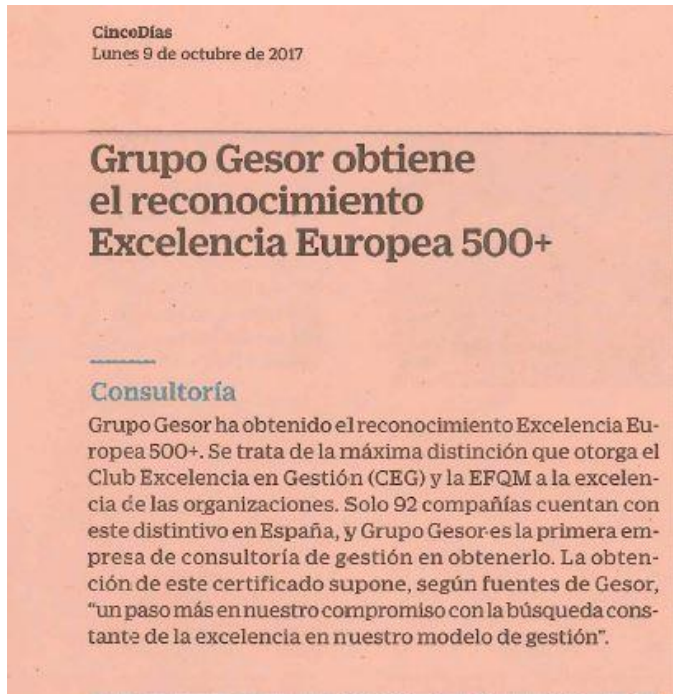 CincoDías
Lunes 9 de octubre de 2017
Grupo Gesor obtiene
el reconocimiento
Excelencia Europea 500+
Consultoría
Grupo Gesor ha obtenido el reconocimiento Excelencia Eu-
ropea 500+. Se trata de la máxima distinción que otorga el
Club Excelencia en Gestión (CEG) y la EFQM a la excelen-
cia de las organizaciones. Solo 92 compañías cuentan con
este distintivo en España, y Grupo Gesor es la primera em-
presa de consultoría de gestión en obtenerlo. La obten-
ción de este certificado supone, según fuentes de Gesor,
“un paso más en nuestro compromiso con la búsqueda cons-
tante de la excelencia en nuestro modelo de gestión”.